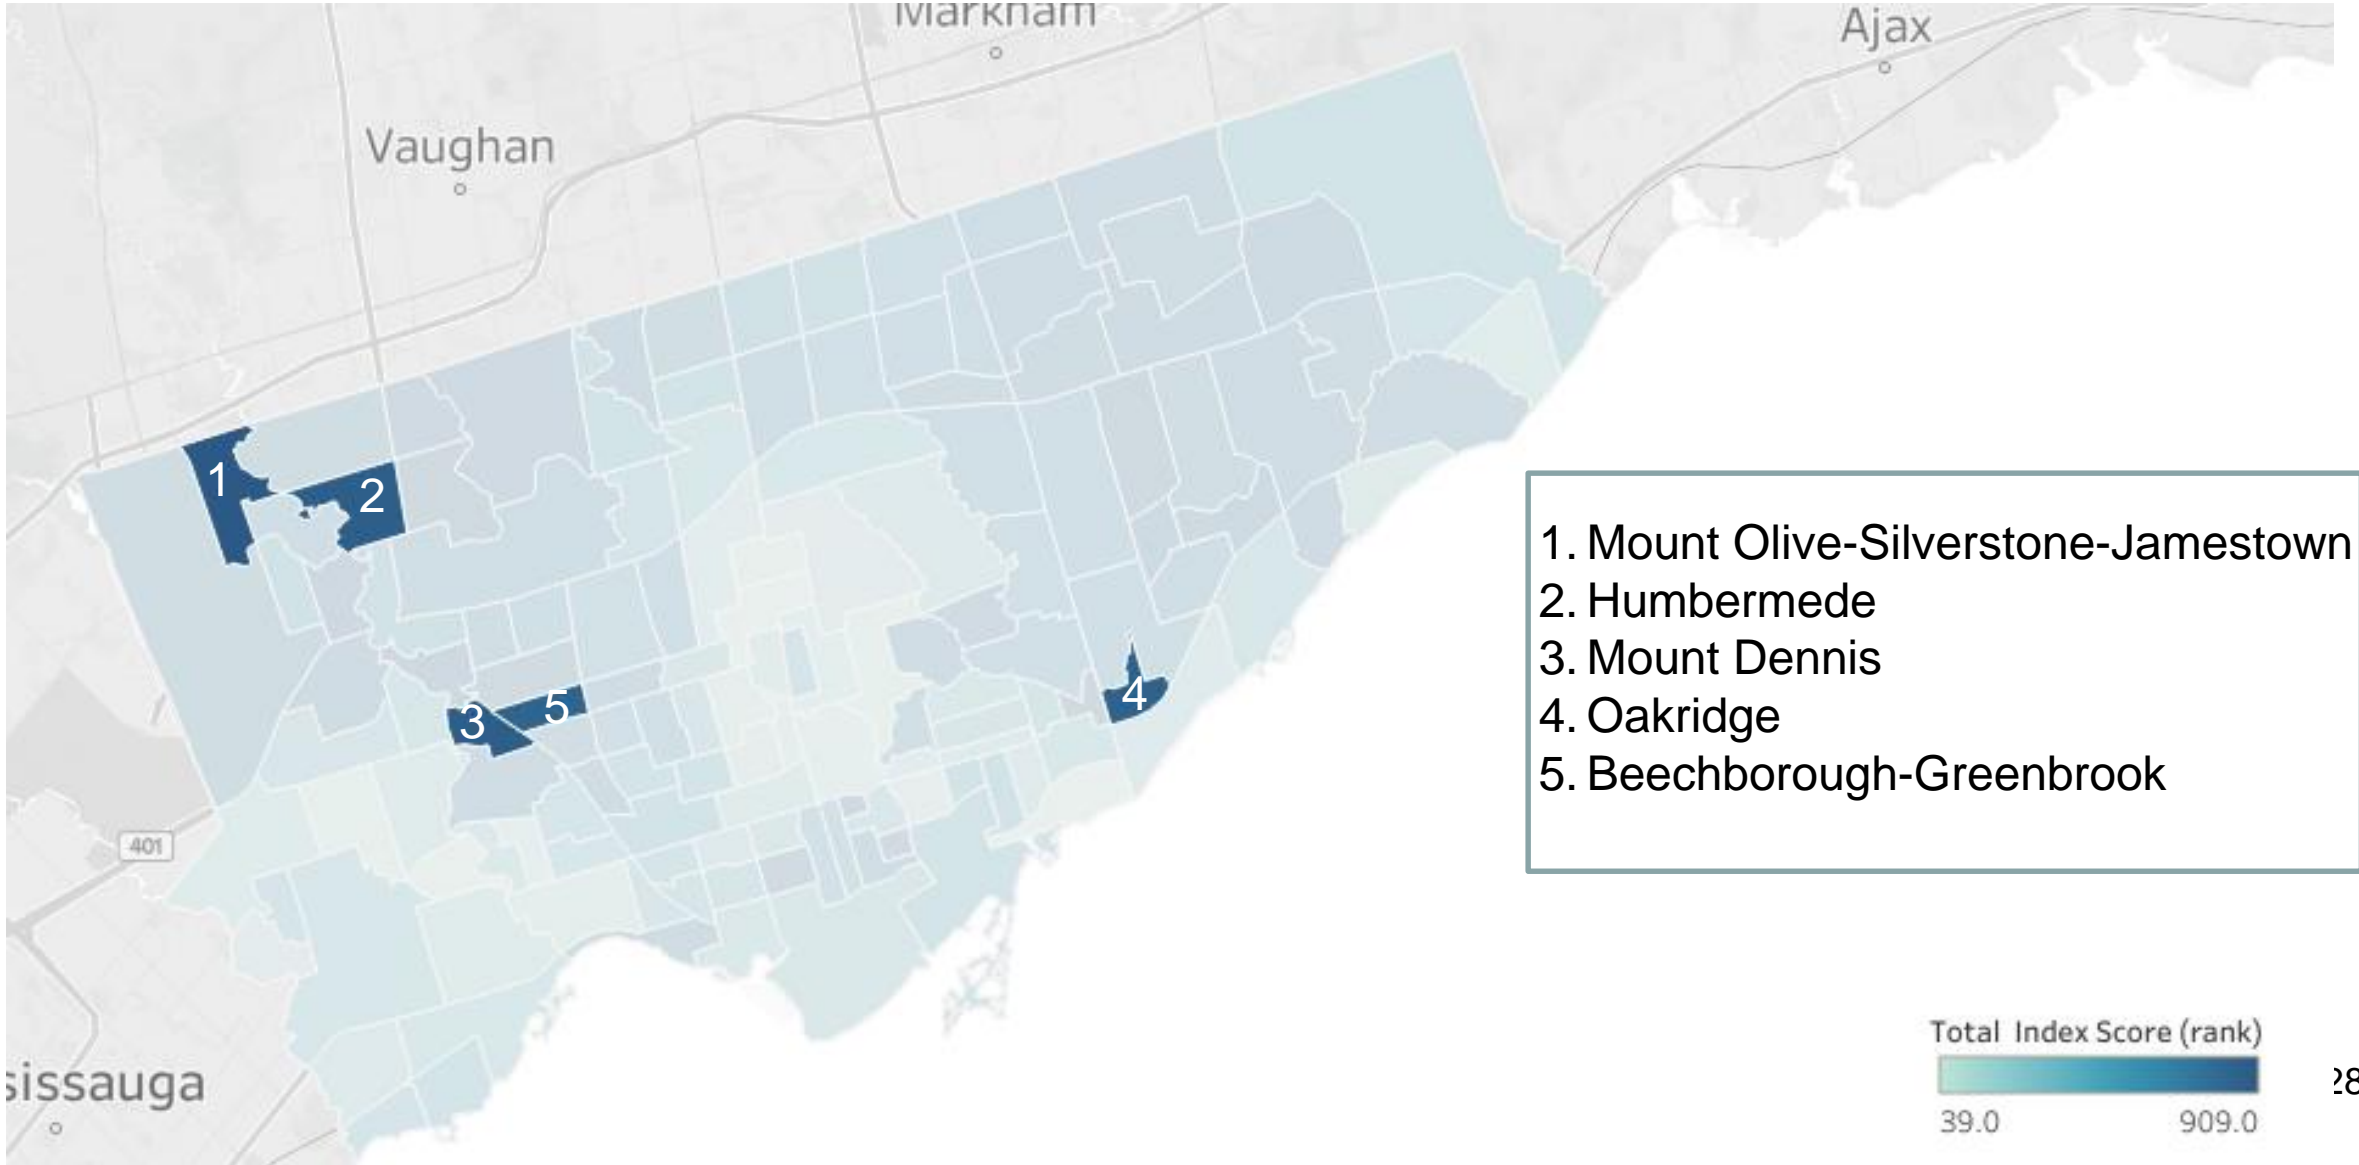 Markham
Ajax
Vaughan
1
2
3
5
4
1. Mount Olive-Silverstone-Jamestown
2. Humbermede
3. Mount Dennis
4. Oakridge
5. Beechborough-Greenbrook
401
sissauga
Total Index Score (rank)
39.0 909.0
28